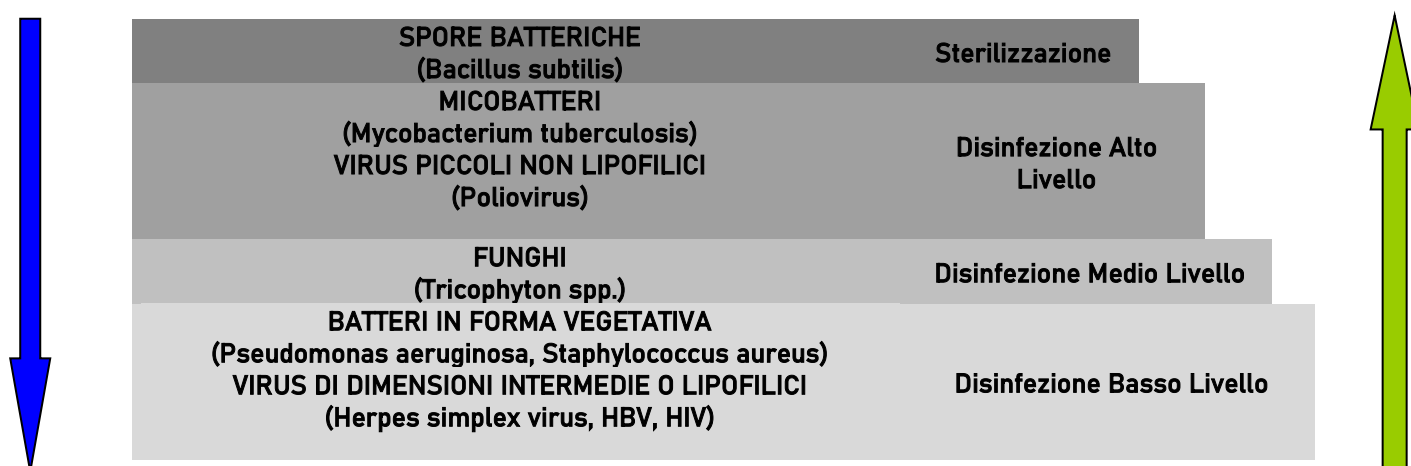 SPORE BATTERICHE
(Bacillus subtilis)
Sterilizzazione
MICOBATTERI
(Mycobacterium tuberculosis)
VIRUS PICCOLI NON LIPOFILICI
(Poliovirus)
Disinfezione Alto
Livello
FUNGHI
(Tricophyton spp.)
Disinfezione Medio Livello
BATTERI IN FORMA VEGETATIVA
(Pseudomonas aeruginosa, Staphylococcus aureus)
VIRUS DI DIMENSIONI INTERMEDIE O LIPOFILICI
(Herpes simplex virus, HBV, HIV)
Disinfezione Basso Livello